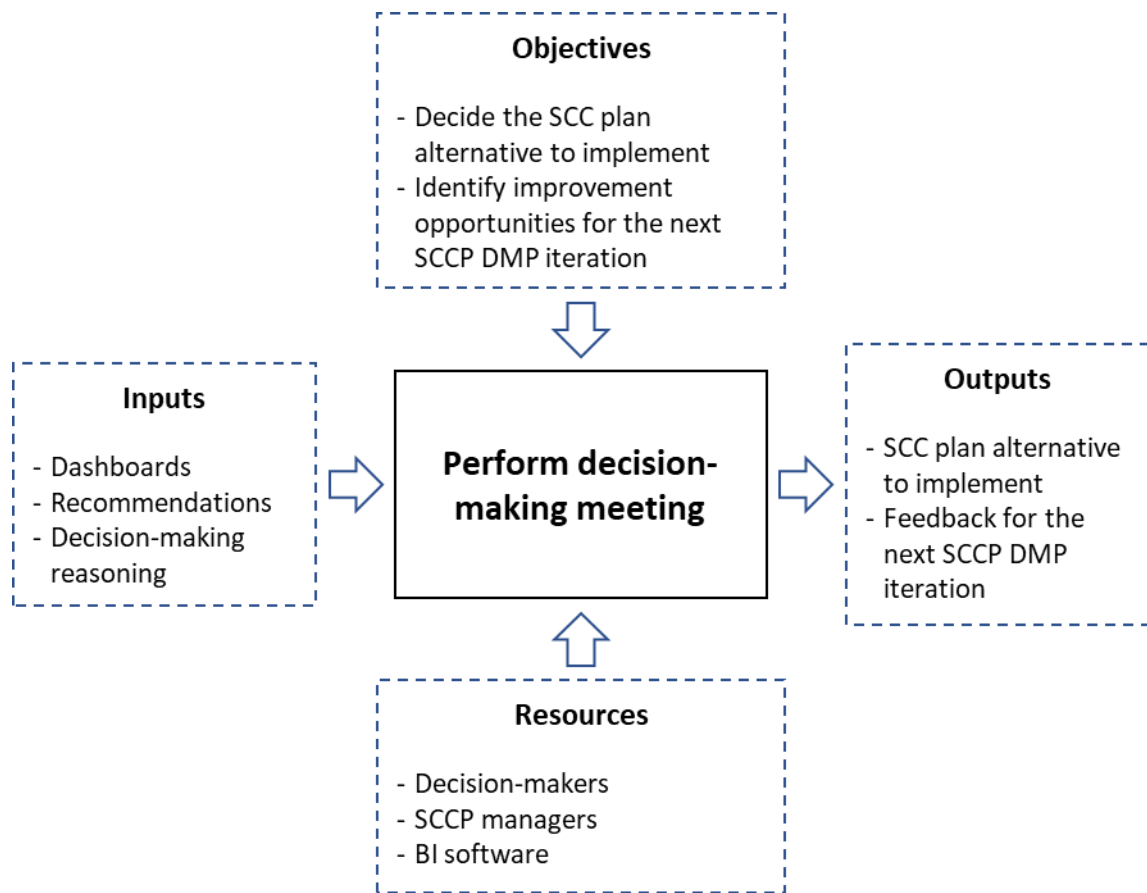 Objectives
- Decide the SCC plan
alternative to implement
- Identify improvement
opportunities for the next
SCCP DMP iteration
Inputs
- Dashboards
- Recommendations
- Decision-making
reasoning
Perform decision-
making meeting
Outputs
- SCC plan alternative
to implement
- Feedback for the
next SCCP DMP
iteration
Resources
- Decision-makers
- SCCP managers
- BI software